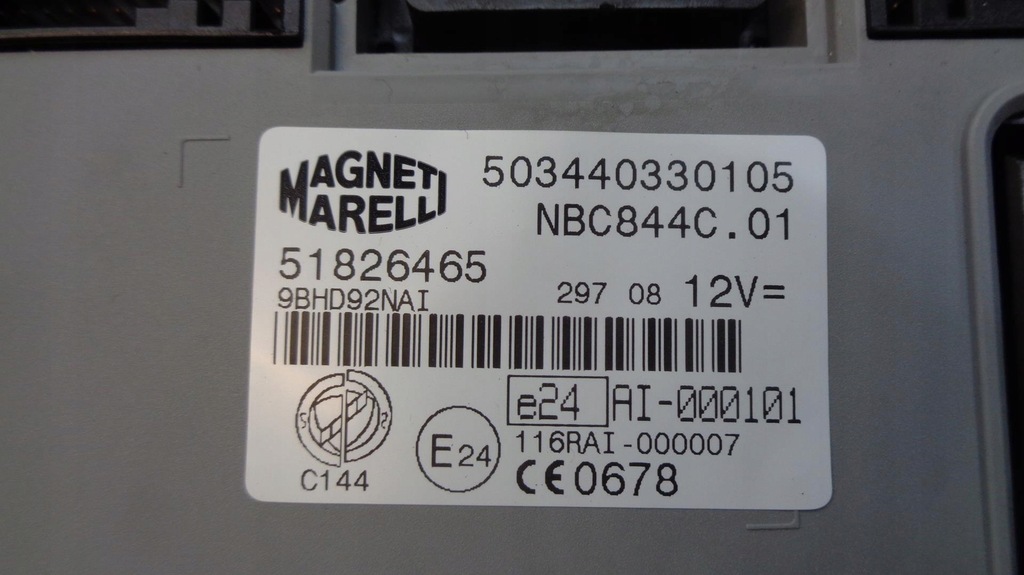 MAGNETI
MARELLI
503440330105
NBC844C.01
51826465
9BHD92NAI
297 08 12V=
e24 AI-000101
116RAI-000007
E24
C144
CE0678